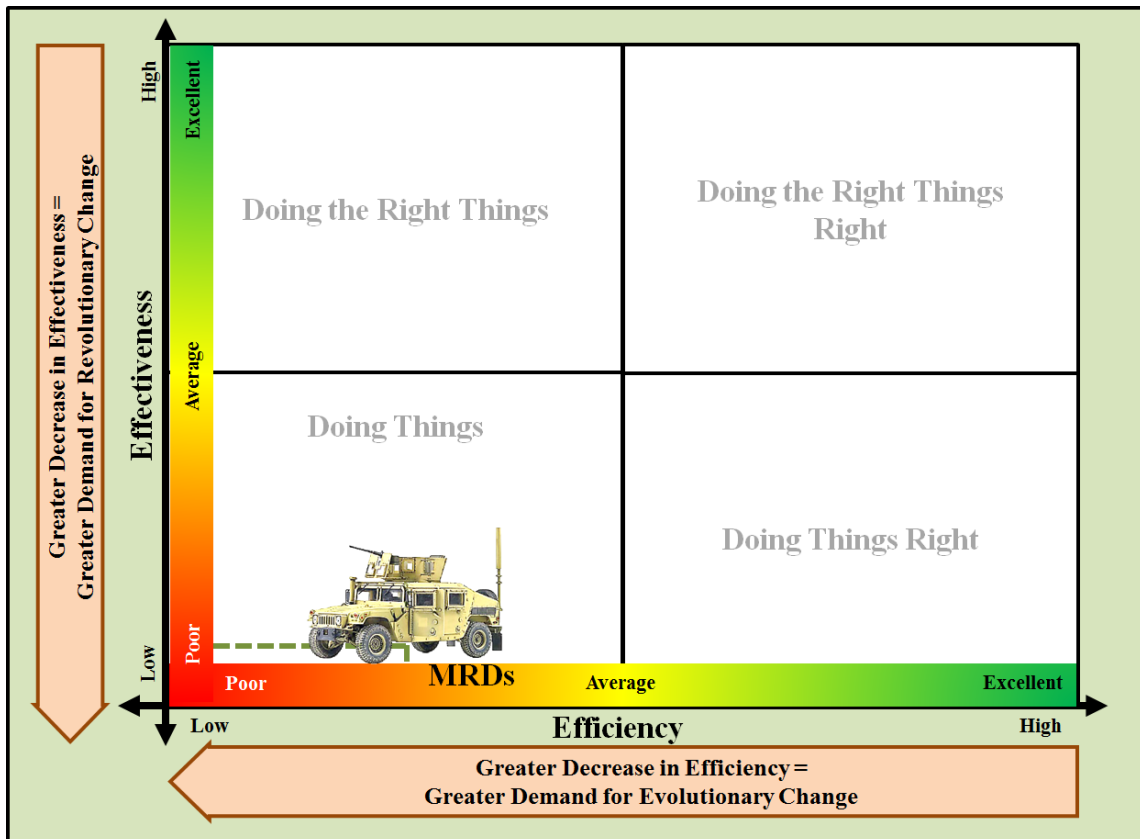 Greater Decrease in Effectiveness =
Greater Demand for Revolutionary Change
Effectiveness
High
Low
Excellent
Average
Poor
Doing the Right Things
Doing the Right Things
Right
Doing Things
Doing Things Right
MRDs
Poor
Average
Excellent
Low
Efficiency
High
Greater Decrease in Efficiency =
Greater Demand for Evolutionary Change